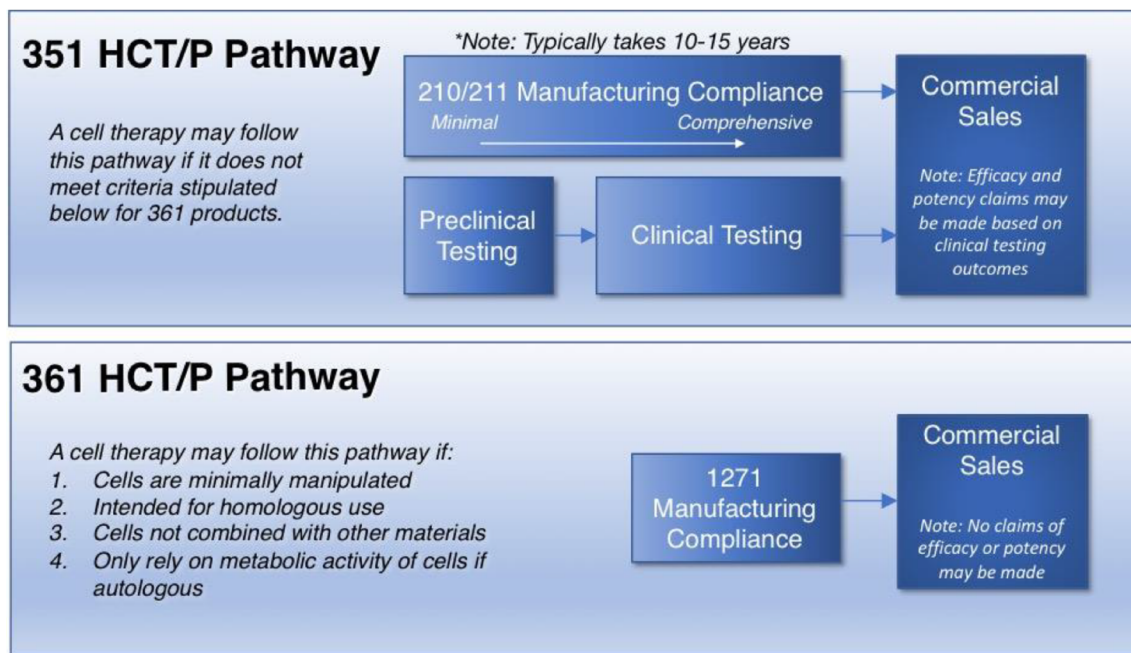 351 HCT/P Pathway
A cell therapy may follow
this pathway if it does not
meet criteria stipulated
below for 361 products.
*Note: Typically takes 10-15 years
210/211 Manufacturing Compliance
Minimal Comprehensive
Preclinical
Testing
Clinical Testing
Commercial
Sales
Note: Efficacy and
potency claims may
be made based on
clinical testing
outcomes
361 HCT/P Pathway
A cell therapy may follow this pathway if:
1. Cells are minimally manipulated
2. Intended for homologous use
3. Cells not combined with other materials
4. Only rely on metabolic activity of cells if
autologous
1271
Manufacturing
Compliance
Commercial
Sales
Note: No claims of
efficacy or potency
may be made